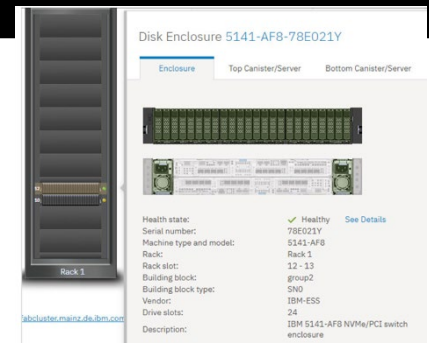 Disk Enclosure 5141-AF8-78E021Y
Enclosure Top Canister/Server Bottom Canister/Server
Health state: Healthy See Details
Serial number: 78E021Y
Machine type and model: 5141-AF8
Rack: Rack 1
Rack slot: 12 - 13
Building block: group2
Building block type: SN0
Vendor: IBM-ESS
Drive slots: 24
Description: IBM 5141-AF8 NVMe/PCI switch
enclosure
Rack 1
abcluster.mainz.de.ibm.com